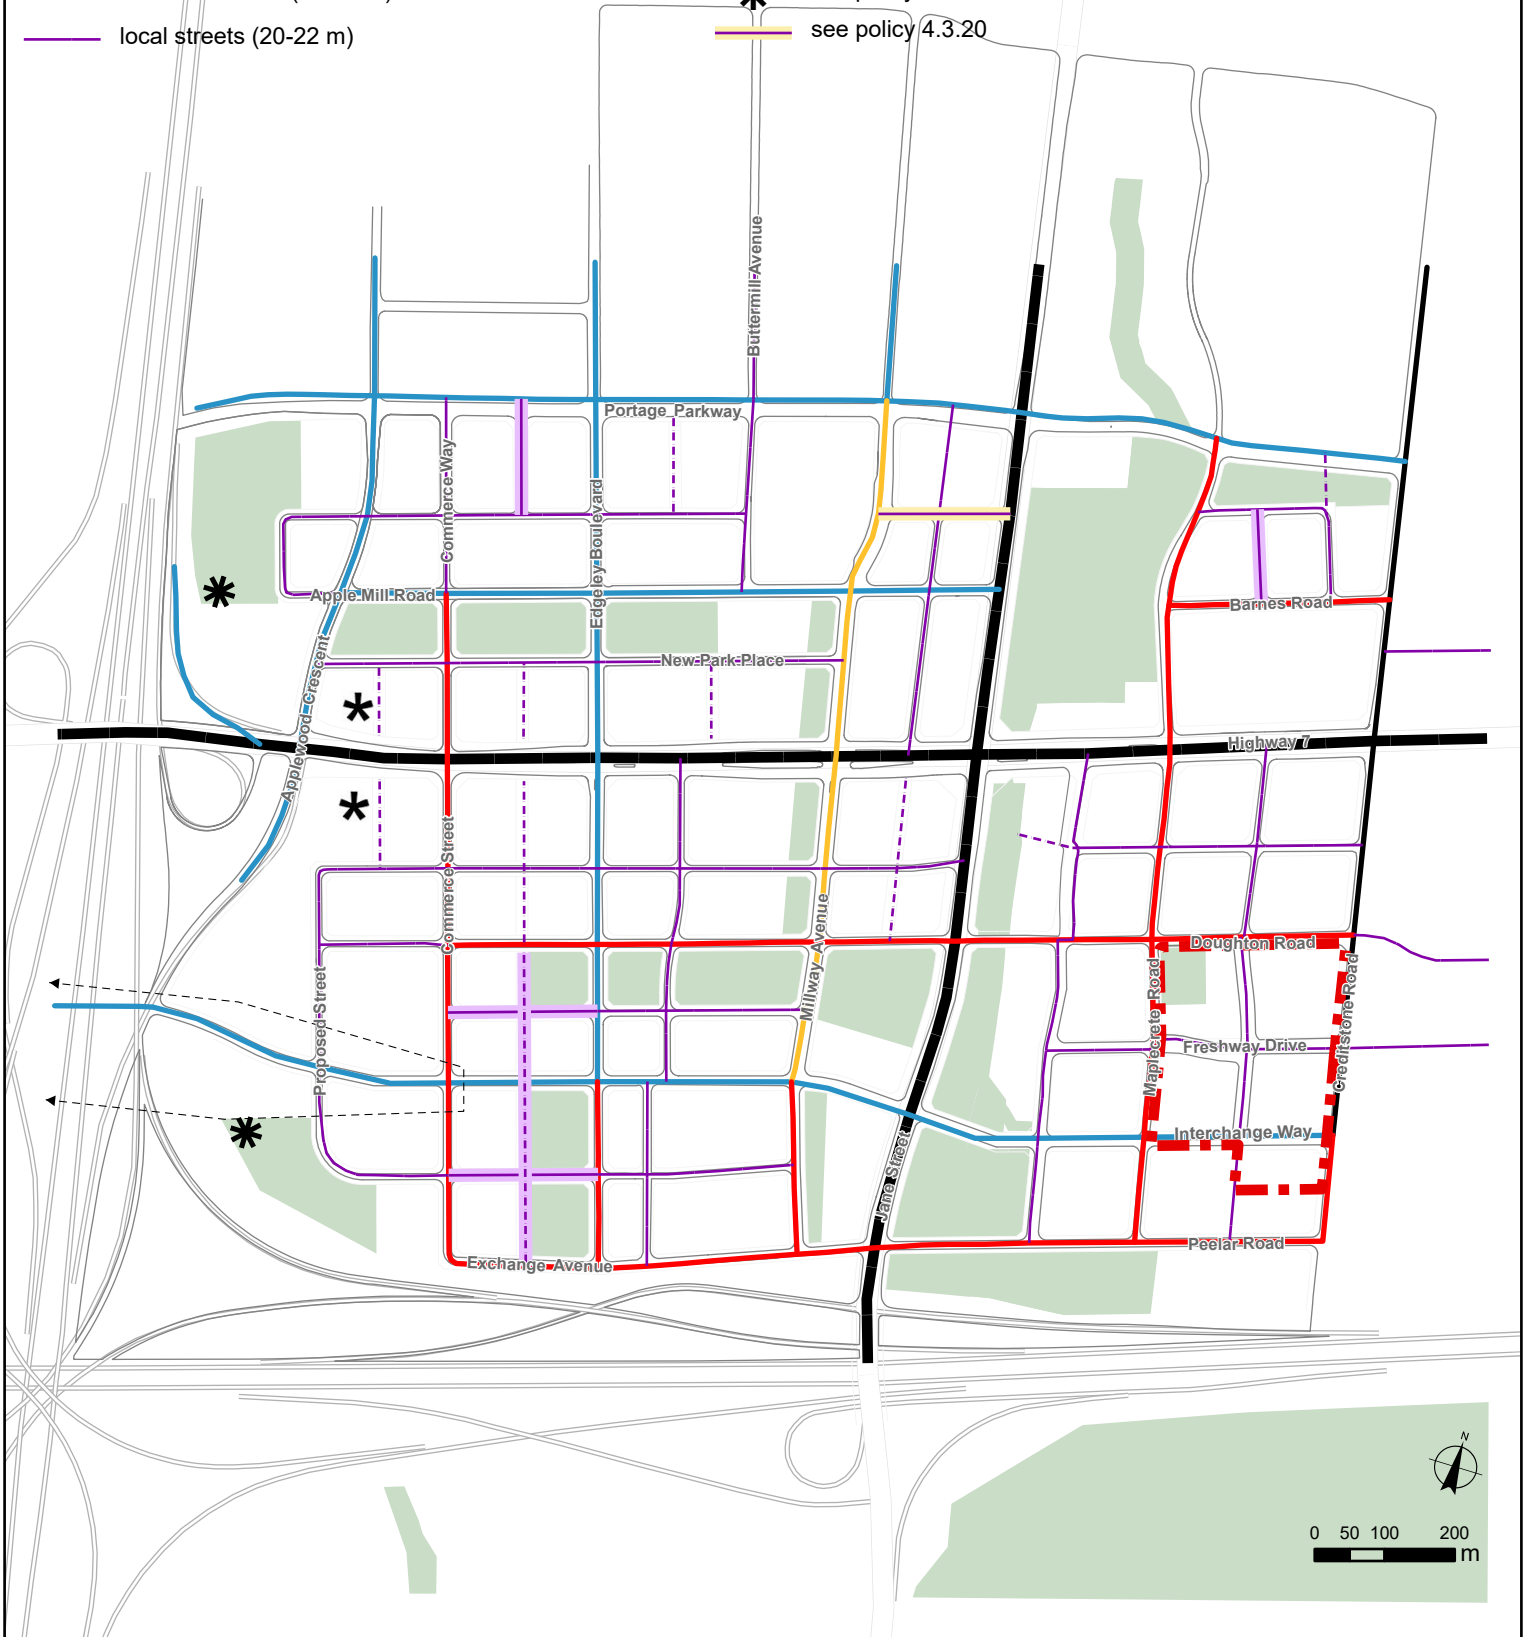 local streets (20-22 m)
see policy 4.3.20
Buttermill Avenue
Portage Parkway
Commerce Way
Edgeley Boulevard
Apple Mill Road
Barnes Road
New Park Place
Applewood Crescent
Highway 7
Commerce Street
Millway Avenue
Doughton Road
Proposed Street
Maplecrete Road
Creditstone Road
Freshway Drive
Interchange Way
Jane Street
Peelar Road
Exchange Avenue
N
0 50 100 200
m